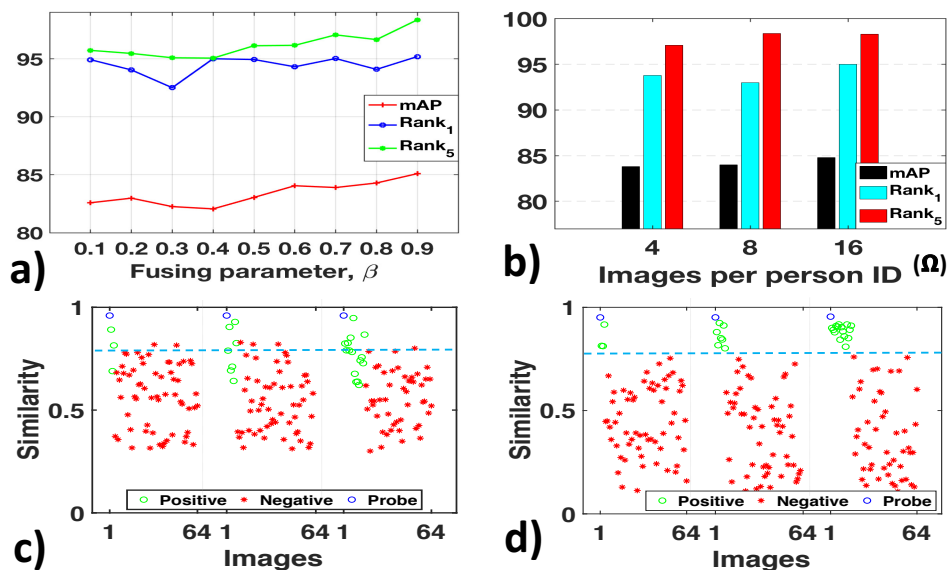 95
90
85
80
mAP
Rank₁
Rank₅
0.1 0.2 0.3 0.4 0.5 0.6 0.7 0.8 0.9
Fusing parameter, β
a)
100
95
90
85
80
mAP
Rank₁
Rank₅
4 8 16
Images per person ID (Ω)
b)
1
0.5
0
Similarity
Positive Negative Probe
1 64 1 64 1 64
Images
c)
1
0.5
0
Similarity
Positive Negative Probe
1 64 1 64 1 64
Images
d)